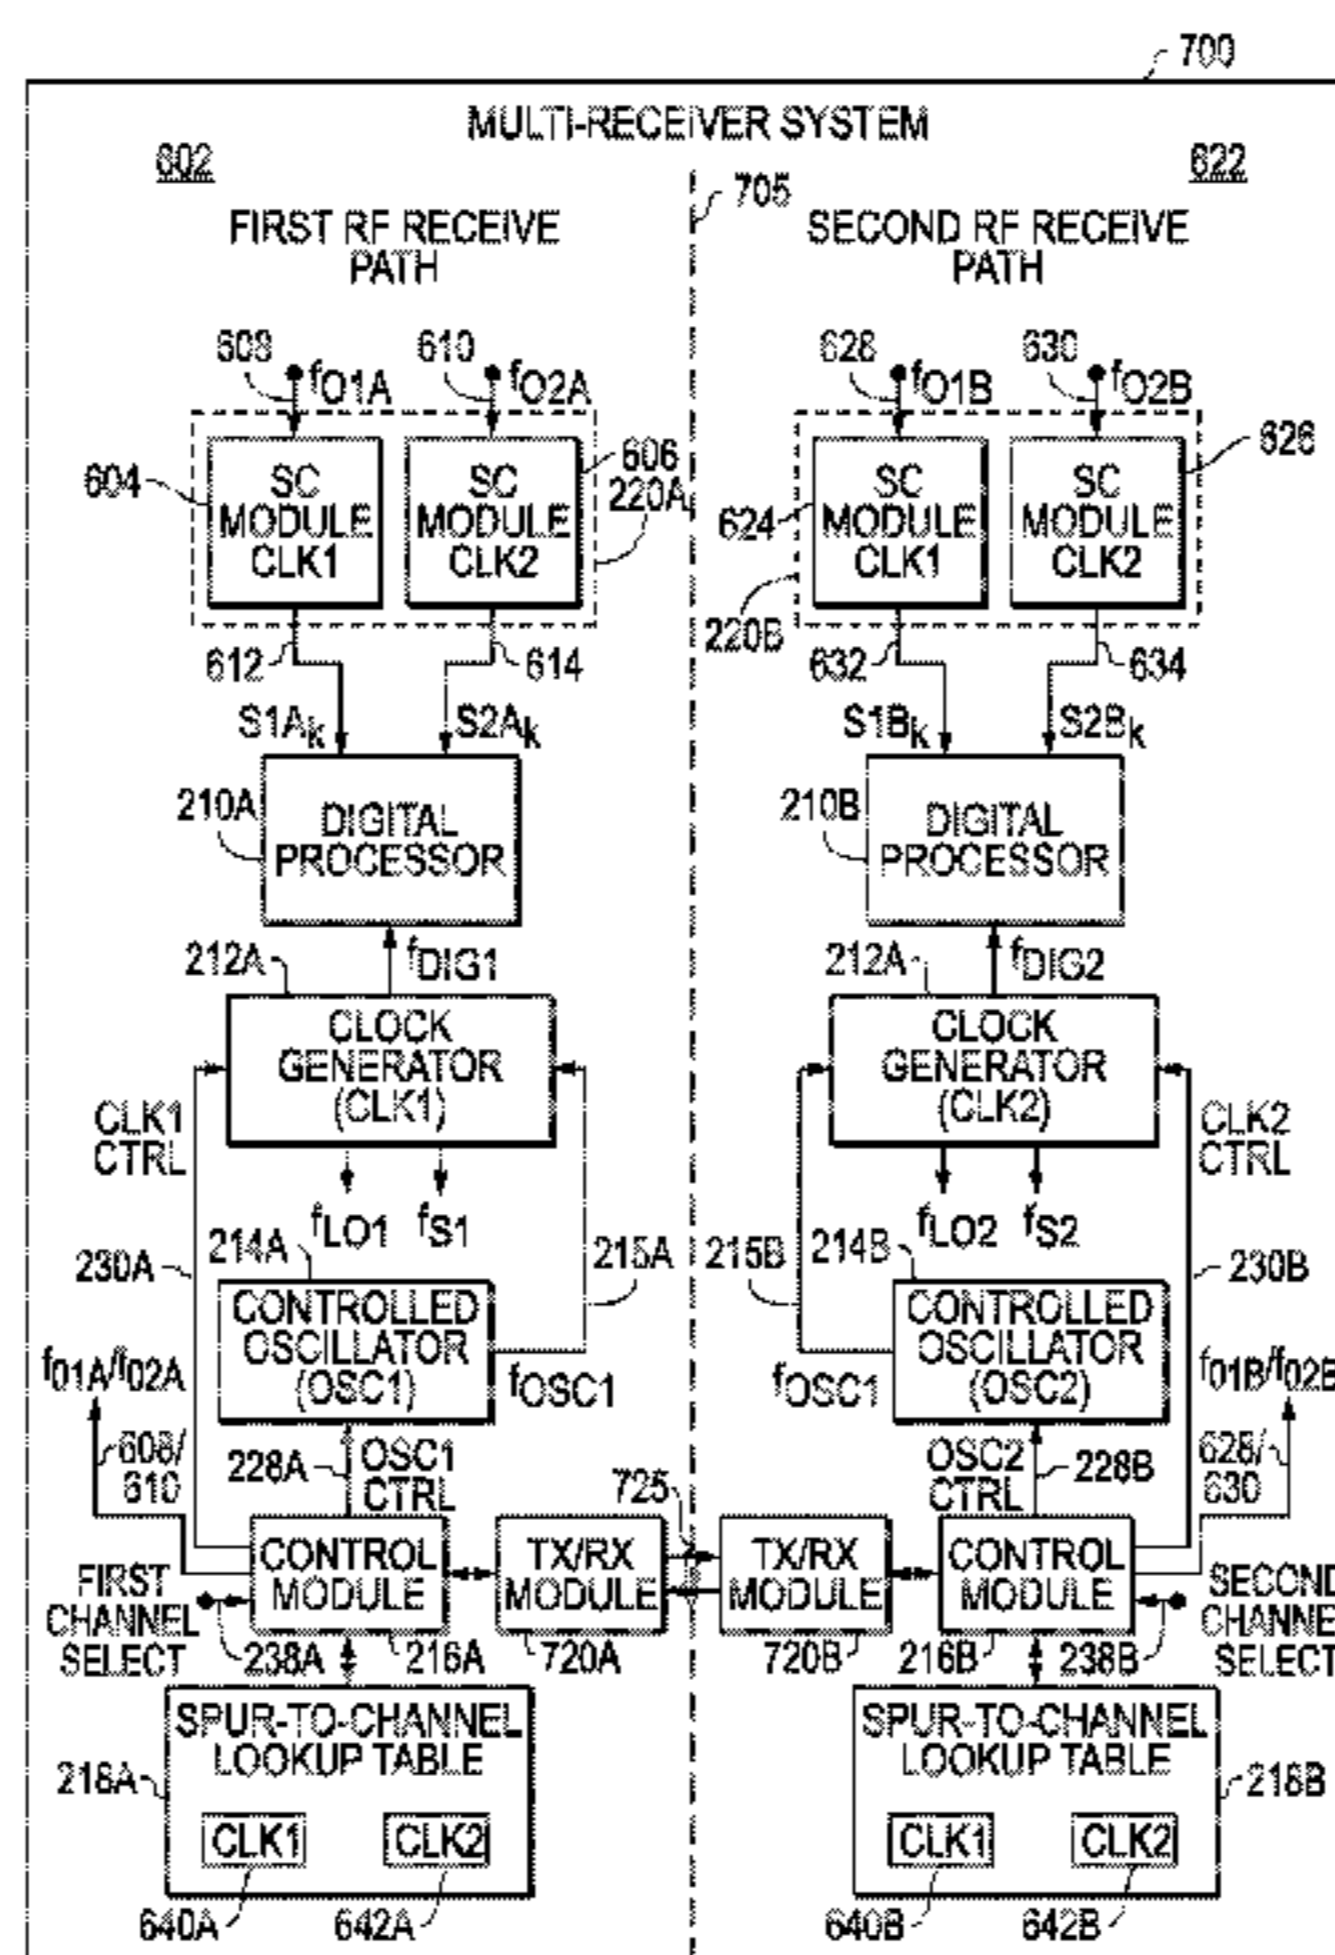 700
MULTI-RECEIVER SYSTEM
602
622
705
FIRST RF RECEIVE
PATH
SECOND RF RECEIVE
PATH
608
fO1A
610
fO2A
628
fO1B
630
fO2B
604
SC
MODULE
CLK1
SC
MODULE
CLK2
606
220A
624
SC
MODULE
CLK1
SC
MODULE
CLK2
626
220B
612
614
632
634
S1Ak
S2Ak
S1Bk
S2Bk
210A
DIGITAL
PROCESSOR
210B
DIGITAL
PROCESSOR
212A
fDIG1
212A
fDIG2
CLOCK
GENERATOR
(CLK1)
CLOCK
GENERATOR
(CLK2)
CLK1
CTRL
CLK2
CTRL
fLO1
fS1
fLO2
fS2
230A
214A
215A
215B
214B
230B
CONTROLLED
OSCILLATOR
(OSC1)
CONTROLLED
OSCILLATOR
(OSC2)
f01A/f02A
fOSC1
fOSC1
f01B/f02B
608/
610
228A
OSC1
CTRL
725
OSC2
CTRL
228B
628/
630
FIRST
CHANNEL
SELECT
CONTROL
MODULE
TX/RX
MODULE
TX/RX
MODULE
CONTROL
MODULE
SECOND
CHANNEL
SELECT
238A
216A
720A
720B
216B
238B
SPUR-TO-CHANNEL
LOOKUP TABLE
SPUR-TO-CHANNEL
LOOKUP TABLE
218A
218B
CLK1
CLK2
CLK1
CLK2
640A
642A
640B
642B